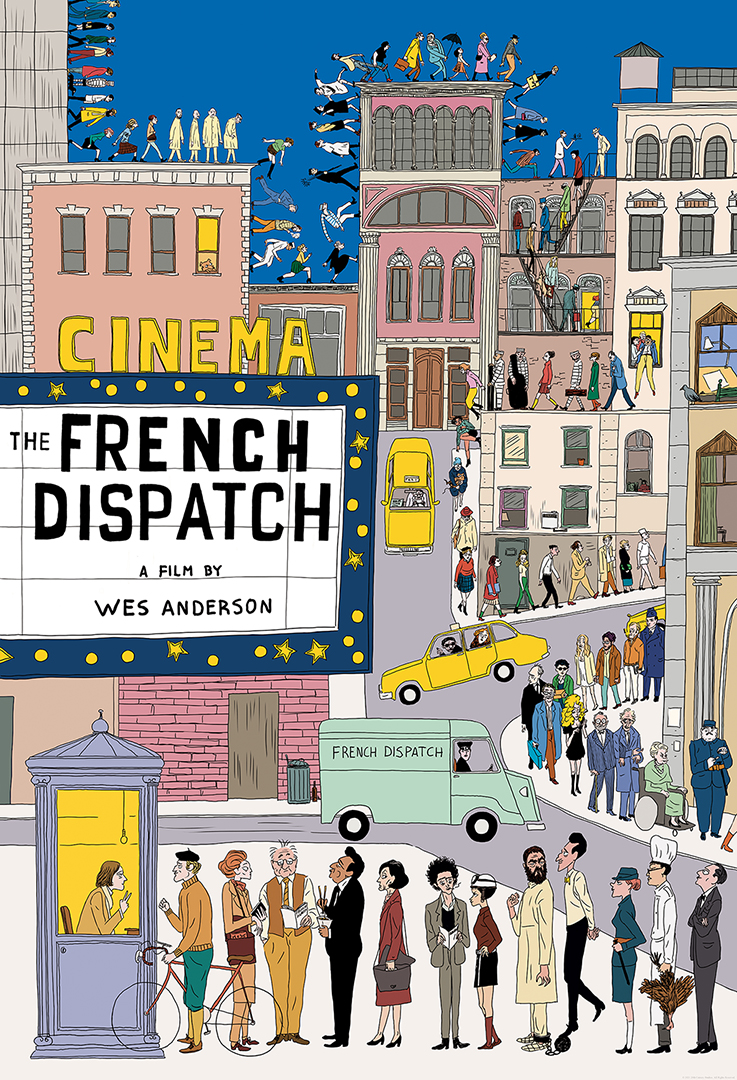 CINEMA
THE FRENCH
DISPATCH
A FILM BY
WES ANDERSON
FRENCH DISPATCH